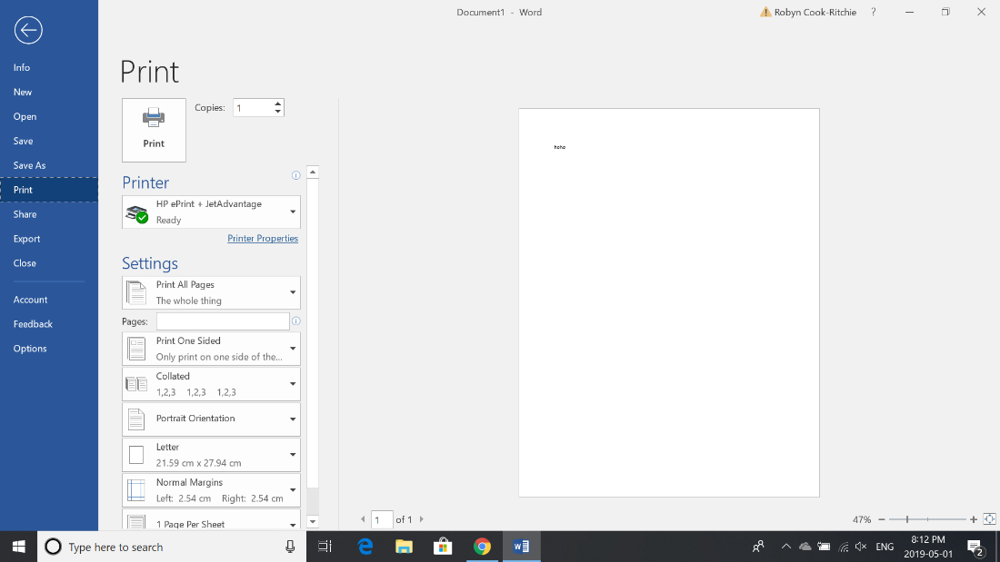 Document1 - Word
Robyn Cook-Ritchie ?
Info
New
Open
Save
Save As
Print
Share
Export
Close
Account
Feedback
Options
Print
Print
Copies: 1
Printer
HP ePrint + JetAdvantage
Ready
Printer Properties
Settings
Print All Pages
The whole thing
Pages:
Print One Sided
Only print on one side of the...
Collated
1,2,3 1,2,3 1,2,3
Portrait Orientation
Letter
21.59 cm x 27.94 cm
Normal Margins
Left: 2.54 cm Right: 2.54 cm
1 Page Per Sheet
1 of 1
47%
Type here to search
ENG
8:12 PM
2019-05-01
2